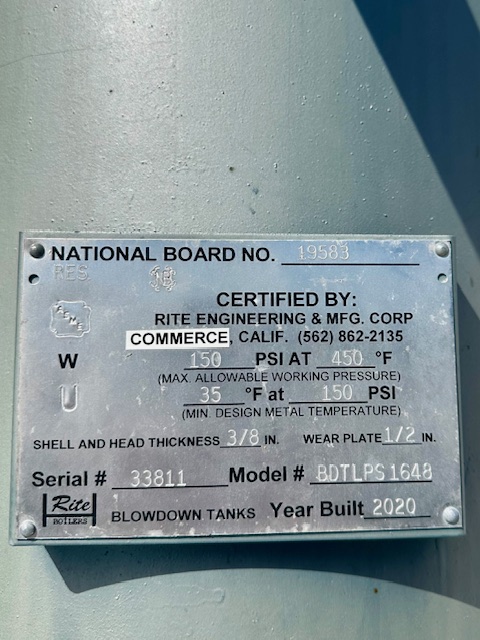 NATIONAL BOARD NO. 19583
RES
CERTIFIED BY:
RITE ENGINEERING & MFG. CORP
COMMERCE, CALIF. (562) 862-2135
W 150 PSI AT 450 °F
(MAX. ALLOWABLE WORKING PRESSURE)
U 35 °F at 150 PSI
(MIN. DESIGN METAL TEMPERATURE)
SHELL AND HEAD THICKNESS 3/8 IN. WEAR PLATE 1/2 IN.
Serial # 33811 Model # BDTLPS1648
Rite
BOILERS
BLOWDOWN TANKS Year Built 2020